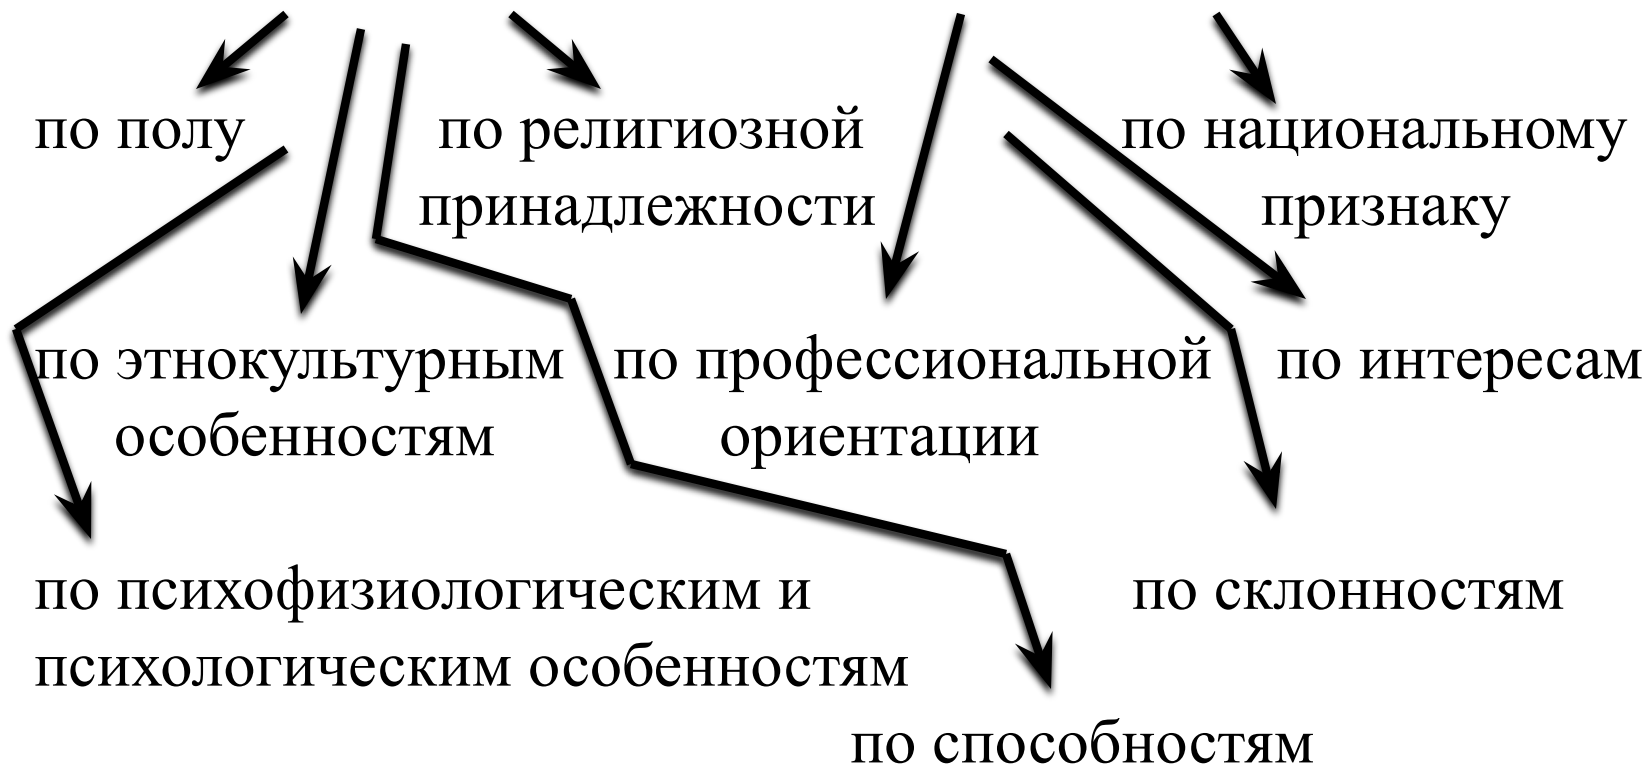 по полу
по религиозной
принадлежности
по национальному
признаку
по этнокультурным
особенностям
по профессиональной
ориентации
по интересам
по психофизиологическим и
психологическим особенностям
по склонностям
по способностям